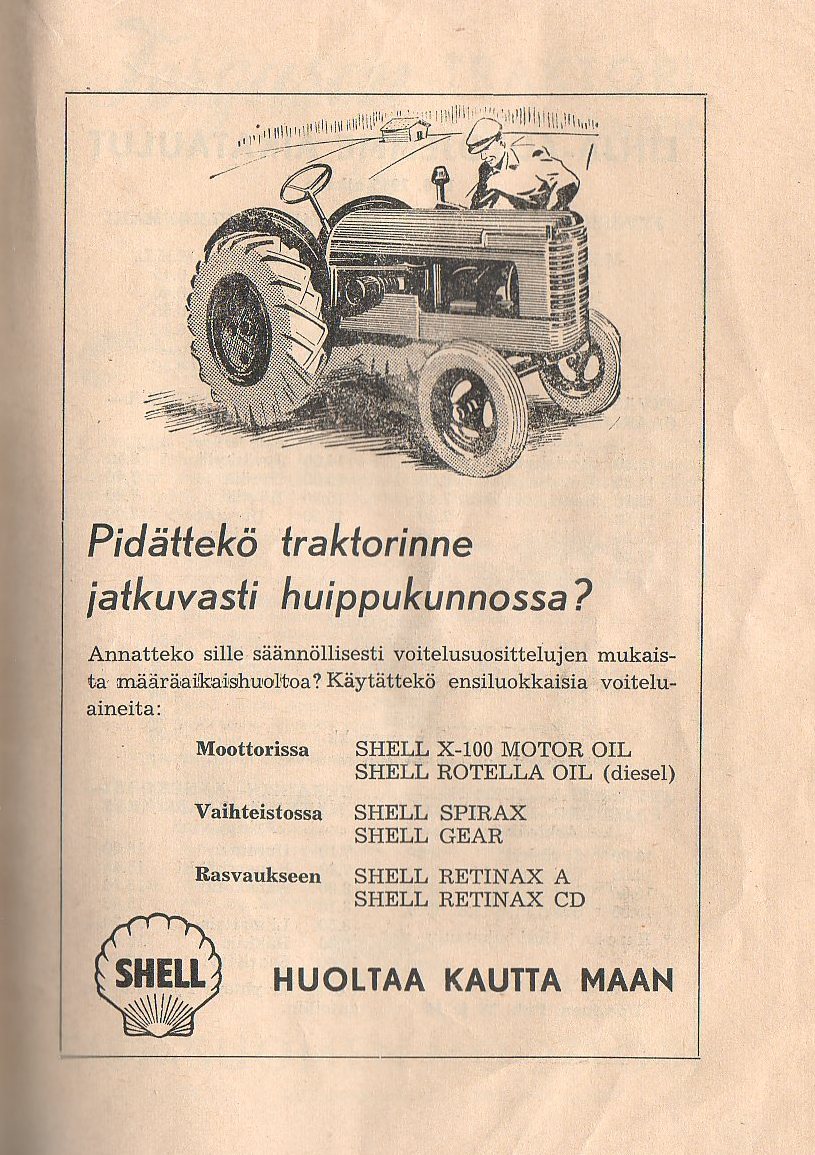 Pidättekö traktorinne
jatkuvasti huippukunnossa?
Annatteko sille säännöllisesti voitelusuosittelujen mukais-
ta määräaikaishuoltoa? Käytättekö ensiluokkaisia voitelu-
aineita:
Moottorissa SHELL X-100 MOTOR OIL
SHELL ROTELLA OIL (diesel)
Vaihteistossa SHELL SPIRAX
SHELL GEAR
Rasvaukseen SHELL RETINAX A
SHELL RETINAX CD
SHELL HUOLTAA KAUTTA MAAN